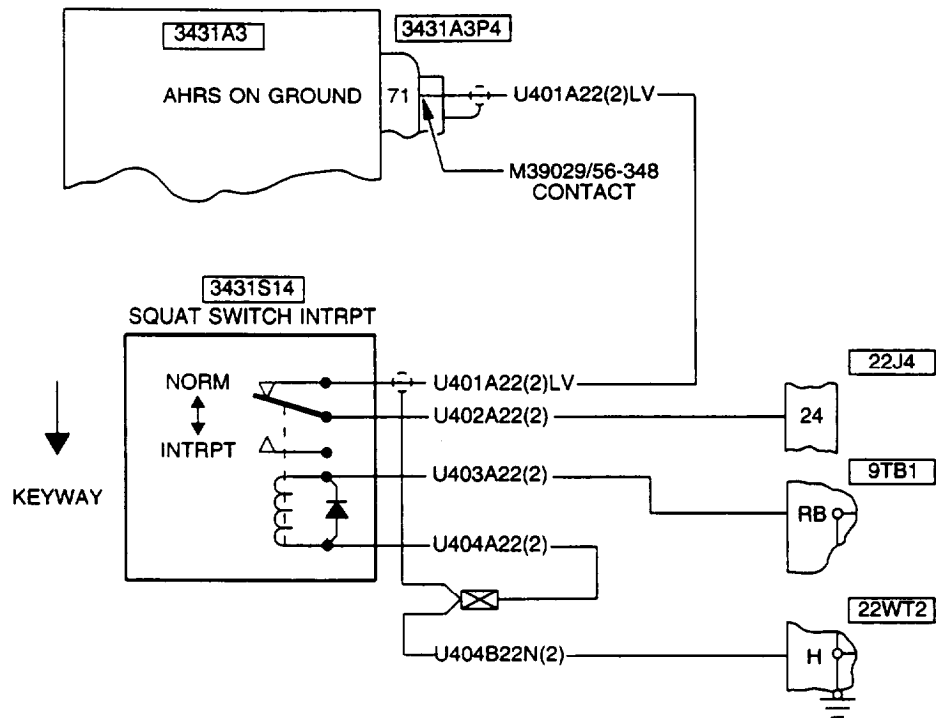 3431A3
3431A3P4
AHRS ON GROUND
71
U401A22(2)LV
M39029/56-348
CONTACT
3431S14
SQUAT SWITCH INTRPT
NORM
INTRPT
KEYWAY
U401A22(2)LV
U402A22(2)
U403A22(2)
U404A22(2)
U404B22N(2)
22J4
24
9TB1
RB
22WT2
H